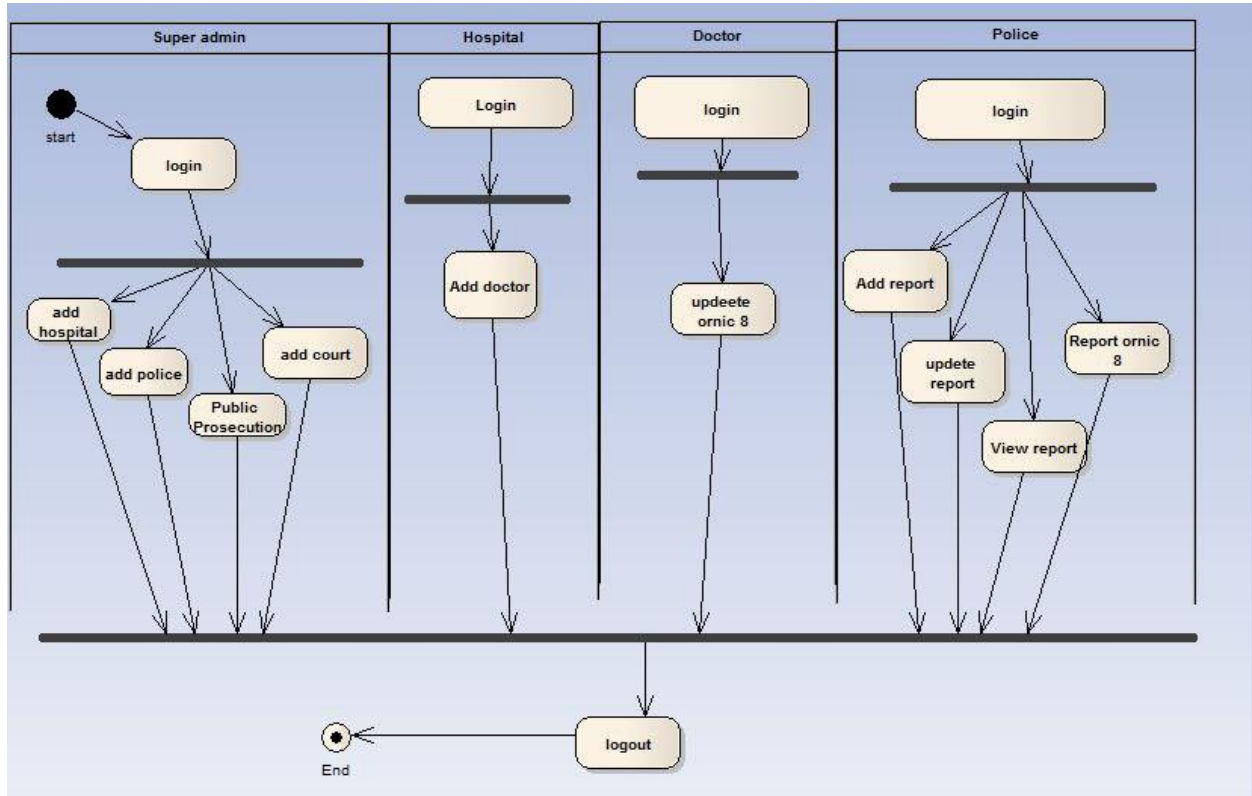 Super admin
Hospital
Doctor
Police
start
login
add
hospital
add police
Public
Prosecution
add court
Login
Add doctor
login
updeete
ornic 8
login
Add report
updete
report
View report
Report ornic
8
logout
End